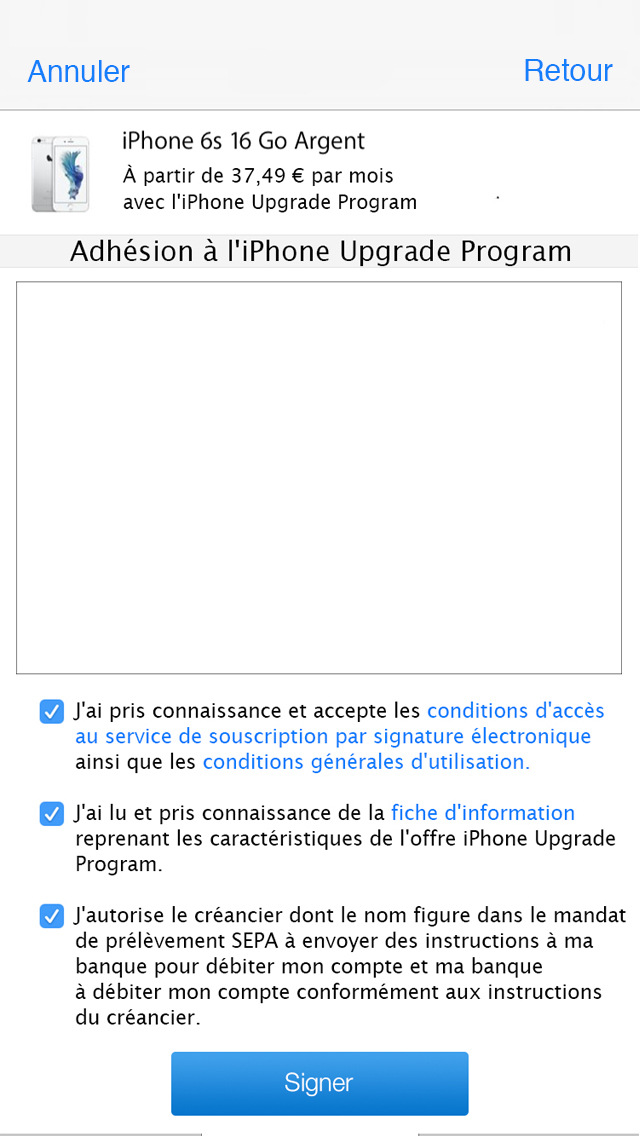 Annuler
Retour
iPhone 6s 16 Go Argent
À partir de 37,49 € par mois
avec l'iPhone Upgrade Program
Adhésion à l'iPhone Upgrade Program
J'ai pris connaissance et accepte les conditions d'accès
au service de souscription par signature électronique
ainsi que les conditions générales d'utilisation.
J'ai lu et pris connaissance de la fiche d'information
reprenant les caractéristiques de l'offre iPhone Upgrade
Program.
J'autorise le créancier dont le nom figure dans le mandat
de prélèvement SEPA à envoyer des instructions à ma
banque pour débiter mon compte et ma banque
à débiter mon compte conformément aux instructions
du créancier.
Signer